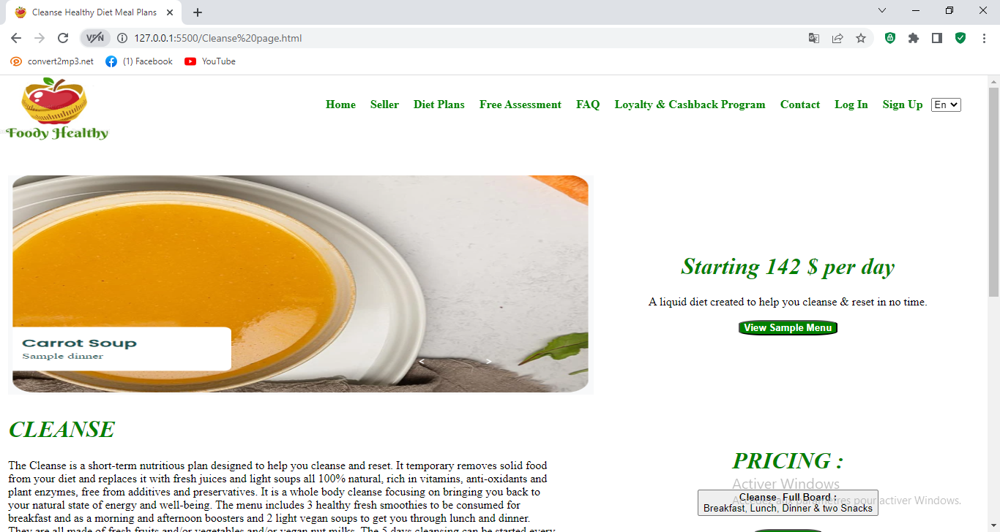 Cleanse Healthy Diet Meal Plans
VPN
127.0.0.1:5500/Cleanse%20page.html
convert2mp3.net
(1) Facebook
YouTube
Foody Healthy
Home Seller Diet Plans Free Assessment FAQ Loyalty & Cashback Program Contact Log In Sign Up En
Carrot Soup
Sample dinner
< >
Starting 142 $ per day
A liquid diet created to help you cleanse & reset in no time.
View Sample Menu
CLEANSE
The Cleanse is a short-term nutritious plan designed to help you cleanse and reset. It temporary removes solid food
from your diet and replaces it with fresh juices and light soups all 100% natural, rich in vitamins, anti-oxidants and
plant enzymes, free from additives and preservatives. It is a whole body cleanse focusing on bringing you back to
your natural state of energy and well-being. The menu includes 3 healthy fresh smoothies to be consumed for
breakfast and as a morning and afternoon boosters and 2 light vegan soups to get you through lunch and dinner.
They are all made of fresh fruits and/or vegetables and/or vegan nut milks. The 5 days cleansing can be started every
PRICING :
Activer Windows
Accédez aux paramètres pour activer Windows.
Cleanse_Full Board :
Breakfast, Lunch, Dinner & two Snacks